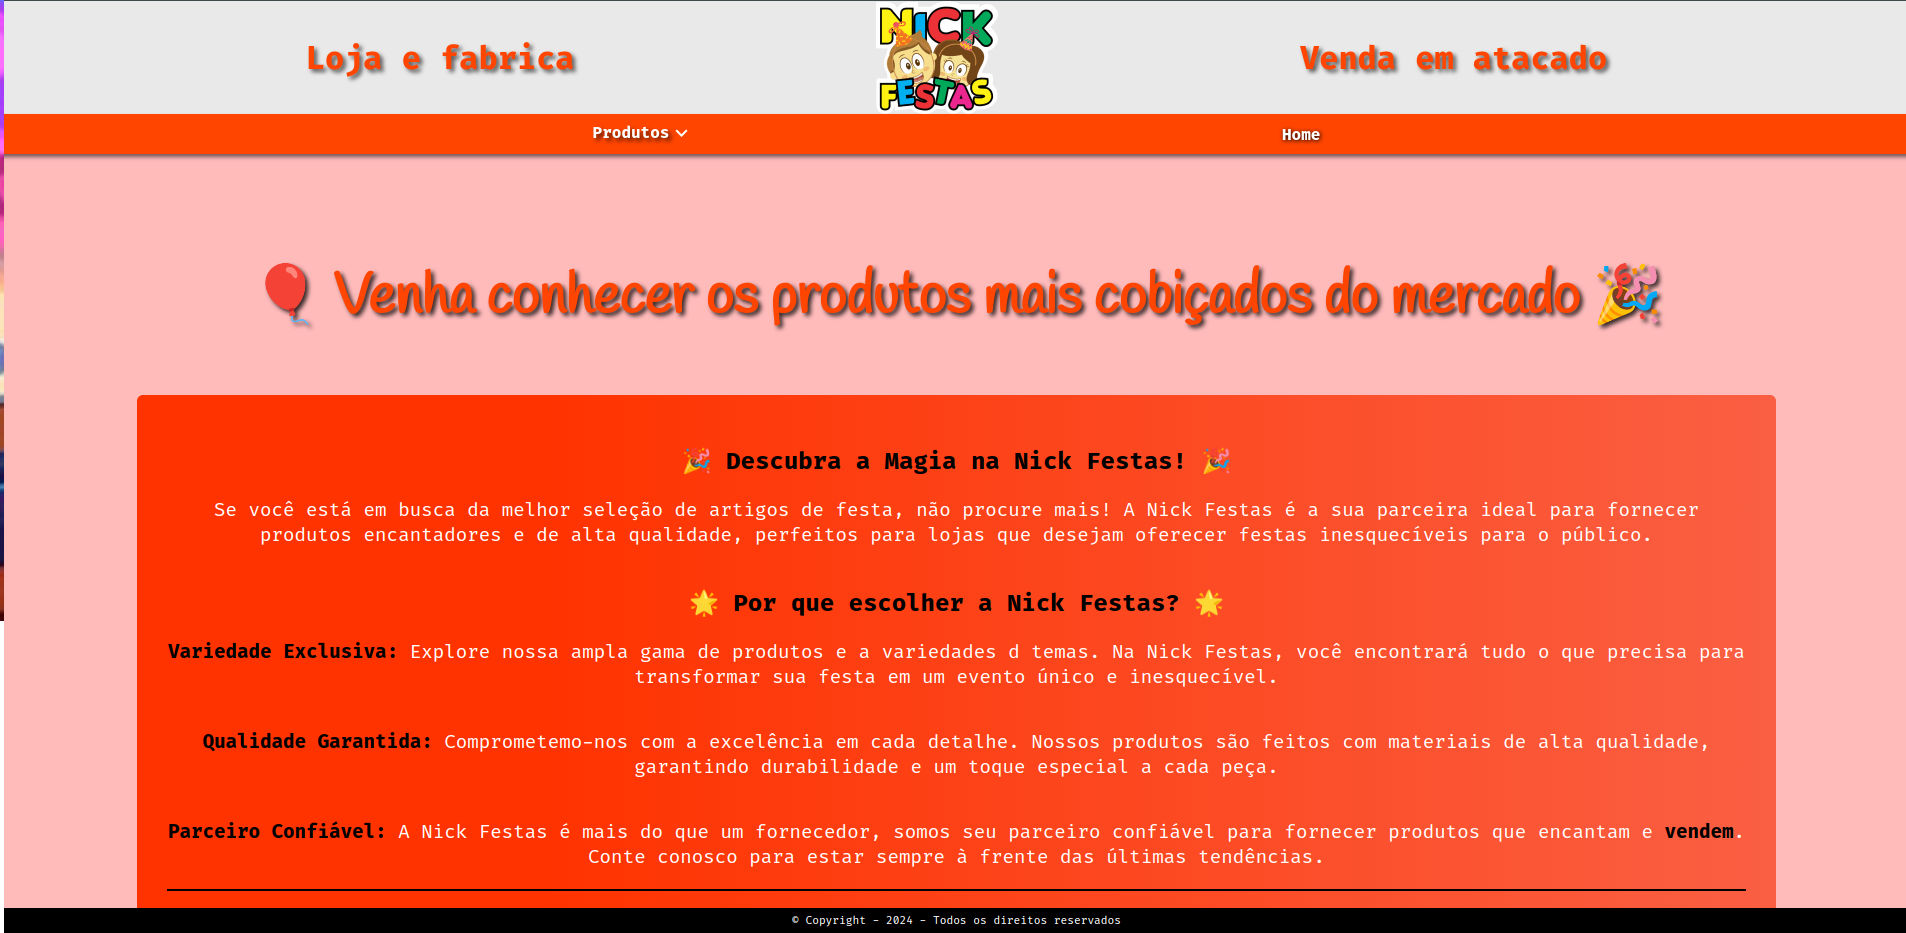 Loja e fabrica
NICK
FESTAS
Venda em atacado
Produtos
Home
🎈 Venha conhecer os produtos mais cobiçados do mercado 🎉
🎉 Descubra a Magia na Nick Festas! 🎉
Se você está em busca da melhor seleção de artigos de festa, não procure mais! A Nick Festas é a sua parceira ideal para fornecer
produtos encantadores e de alta qualidade, perfeitos para lojas que desejam oferecer festas inesquecíveis para o público.
🌟 Por que escolher a Nick Festas? 🌟
Variedade Exclusiva: Explore nossa ampla gama de produtos e a variedades d temas. Na Nick Festas, você encontrará tudo o que precisa para
transformar sua festa em um evento único e inesquecível.
Qualidade Garantida: Comprometemo-nos com a excelência em cada detalhe. Nossos produtos são feitos com materiais de alta qualidade,
garantindo durabilidade e um toque especial a cada peça.
Parceiro Confiável: A Nick Festas é mais do que um fornecedor, somos seu parceiro confiável para fornecer produtos que encantam e vendem.
Conte conosco para estar sempre à frente das últimas tendências.
© Copyright - 2024 - Todos os direitos reservados